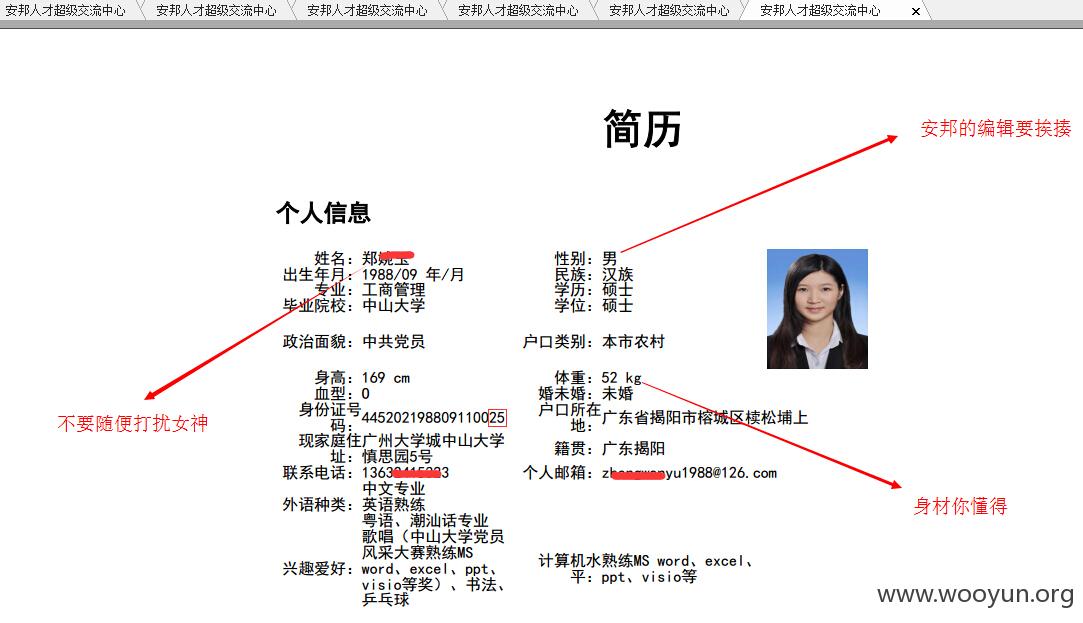 安邦人才超级交流中心 安邦人才超级交流中心 安邦人才超级交流中心 安邦人才超级交流中心 安邦人才超级交流中心 安邦人才超级交流中心 ×
简历
安邦的编辑要挨揍
个人信息
姓名：郑 性别：男
出生年月：1988/09 年/月 民族：汉族
专业：工商管理 学历：硕士
毕业院校：中山大学 学位：硕士
政治面貌：中共党员 户口类别：本市农村
身高：169 cm 体重：52 kg
血型：O 婚未婚：未婚
身份证号码：445202198809110025 户口所在地：广东省揭阳市榕城区椟松埔上
不要随便打扰女神
现家庭住址：广州大学城中山大学
慎思园5号 籍贯：广东揭阳
联系电话：1363 3 个人邮箱：z yu1988@126.com
外语种类：中文专业
英语熟练
粤语、潮汕话专业
身材你懂得
兴趣爱好：歌唱（中山大学党员
风采大赛熟练MS
word、excel、ppt、
visio等奖）、书法、
乒乓球
计算机水平：熟练MS word、excel、
ppt、visio等
www.wooyun.org